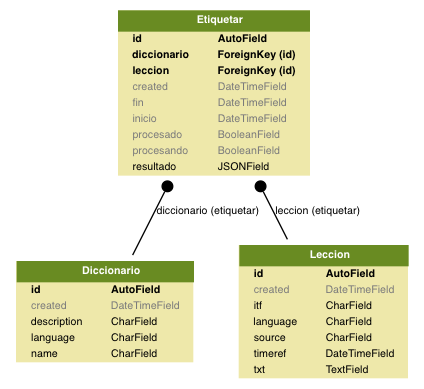 Etiquetar
id AutoField
diccionario ForeignKey (id)
leccion ForeignKey (id)
created DateTimeField
fin DateTimeField
inicio DateTimeField
procesado BooleanField
procesando BooleanField
resultado JSONField
diccionario (etiquetar)
leccion (etiquetar)
Diccionario
id AutoField
created DateTimeField
description CharField
language CharField
name CharField
Leccion
id AutoField
created DateTimeField
itf CharField
language CharField
source CharField
timeref DateTimeField
txt TextField